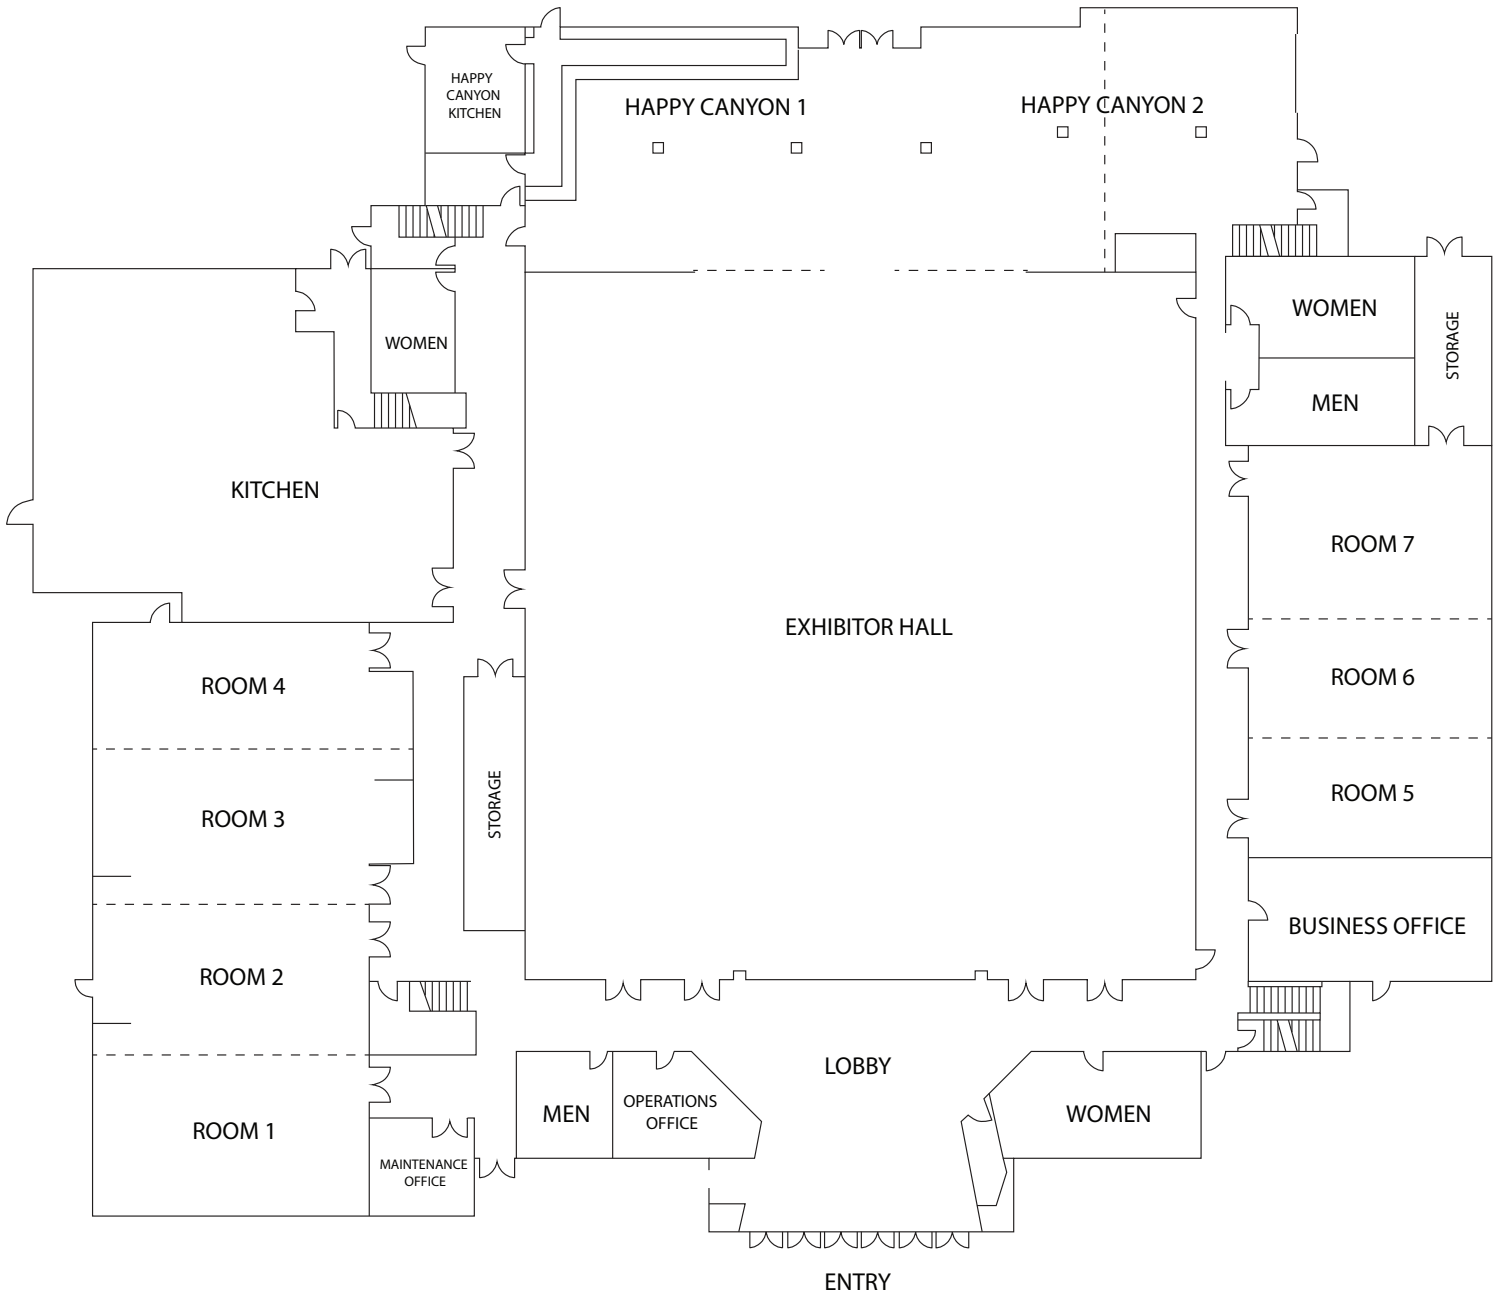 HAPPY
CANYON
KITCHEN
HAPPY CANYON 1
HAPPY CANYON 2
WOMEN
WOMEN
STORAGE
MEN
KITCHEN
ROOM 7
EXHIBITOR HALL
ROOM 4
ROOM 6
ROOM 3
STORAGE
ROOM 5
ROOM 2
BUSINESS OFFICE
LOBBY
ROOM 1
MEN
OPERATIONS
OFFICE
WOMEN
MAINTENANCE
OFFICE
ENTRY